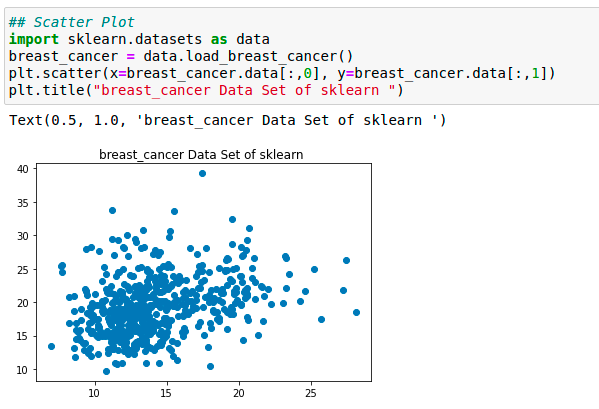 ## Scatter Plot
import sklearn.datasets as data
breast_cancer = data.load_breast_cancer()
plt.scatter(x=breast_cancer.data[:,0], y=breast_cancer.data[:,1])
plt.title("breast_cancer Data Set of sklearn ")
Text(0.5, 1.0, 'breast_cancer Data Set of sklearn ')
breast_cancer Data Set of sklearn
40
35
30
25
20
15
10
10 15 20 25